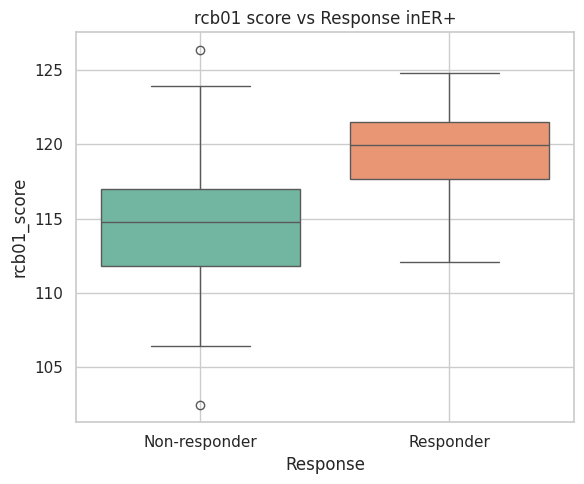 rcb01 score vs Response inER+
rcb01_score
125
120
115
110
105
Non-responder
Responder
Response